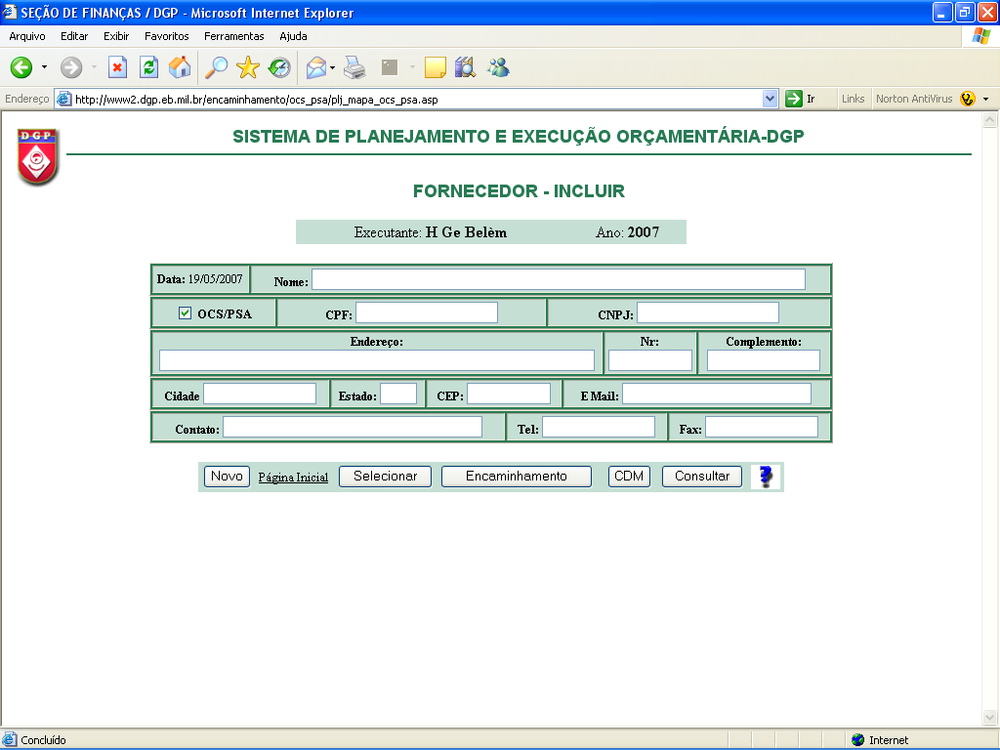 SEÇÃO DE FINANÇAS / DGP - Microsoft Internet Explorer
Arquivo Editar Exibir Favoritos Ferramentas Ajuda
Endereço http://www2.dgp.eb.mil.br/encaminhamento/ocs_psa/plj_mapa_ocs_psa.asp Ir Links Norton AntiVirus
DGP
SISTEMA DE PLANEJAMENTO E EXECUÇÃO ORÇAMENTÁRIA-DGP
FORNECEDOR - INCLUIR
Executante: H Ge Belèm Ano: 2007
Data: 19/05/2007 Nome:
OCS/PSA CPF: CNPJ:
Endereço: Nr: Complemento:
Cidade Estado: CEP: E Mail:
Contato: Tel: Fax:
Novo Página Inicial Selecionar Encaminhamento CDM Consultar ?
Concluído Internet